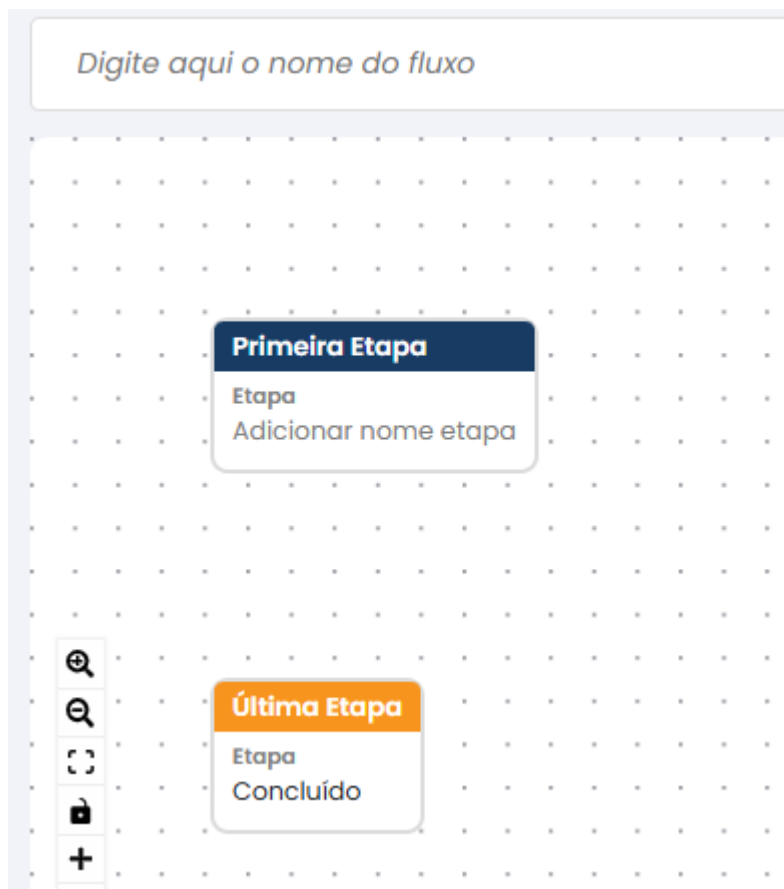 Digite aqui o nome do fluxo
Primeira Etapa
Etapa
Adicionar nome etapa
Última Etapa
Etapa
Concluído